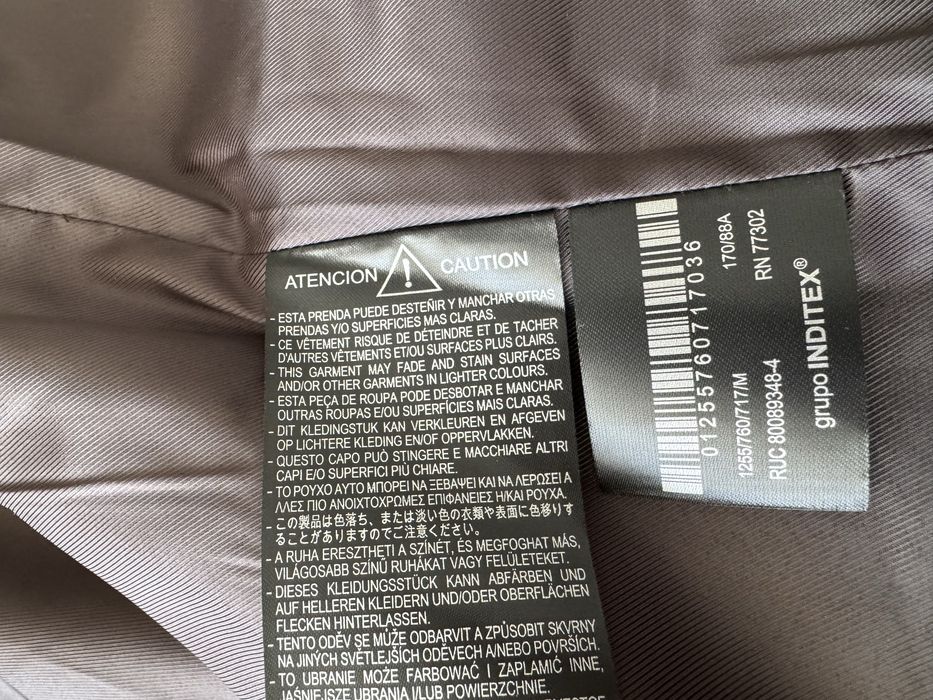 ATENCION CAUTION
- ESTA PRENDA PUEDE DESTEÑIR Y MANCHAR OTRAS
PRENDAS Y/O SUPERFICIES MAS CLARAS.
- CE VÊTEMENT RISQUE DE DÉTEINDRE ET DE TACHER
D'AUTRES VÊTEMENTS ET/OU SURFACES PLUS CLAIRS.
- THIS GARMENT MAY FADE AND STAIN SURFACES
AND/OR OTHER GARMENTS IN LIGHTER COLOURS.
- ESTA PEÇA DE ROUPA PODE DESBOTAR E MANCHAR
OUTRAS ROUPAS E/OU SUPERFÍCIES MAIS CLARAS.
- DIT KLEDINGSTUK KAN VERKLEUREN EN AFGEVEN
OP LICHTERE KLEDING EN/OF OPPERVLAKKEN.
- QUESTO CAPO PUÒ STINGERE E MACCHIARE ALTRI
CAPI E/O SUPERFICI PIÙ CHIARE.
- ΤΟ ΡΟΥΧΟ ΑΥΤΟ ΜΠΟΡΕΙ ΝΑ ΞΕΒΑΨΕΙ ΚΑΙ ΝΑ ΛΕΡΩΣΕΙ Α
ΛΛΕΣ ΠΙΟ ΑΝΟΙΧΤΟΧΡΩΜΕΣ ΕΠΙΦΑΝΕΙΕΣ Η/ΚΑΙ ΡΟΥΧΑ.
- この製品は色落ち、または淡い色の衣類や表面に色移りす
ることがありますのでご注意ください。
- A RUHA ERESZTHETI A SZÍNÉT, ÉS MEGFOGHAT MÁS,
VILÁGOSABB SZÍNŰ RUHÁKAT VAGY FELÜLETEKET.
- DIESES KLEIDUNGSSTÜCK KANN ABFÄRBEN UND
AUF HELLEREN KLEIDERN UND/ODER OBERFLÄCHEN
FLECKEN HINTERLASSEN.
- TENTO ODĚV SE MŮŽE ODBARVIT A ZPŮSOBIT SKVRNY
NA JINÝCH SVĚTLEJŠÍCH ODĚVECH A/NEBO POVRŠÍCH.
- TO UBRANIE MOŻE FARBOWAĆ I ZAPLAMIĆ INNE,
JAŚNIEJSZE UBRANIA I/LUB POWIERZCHNIE.
01255760717036
170/88A
RN 77302
/255/760/717/M
RUC 80089348-4
grupo INDITEX®